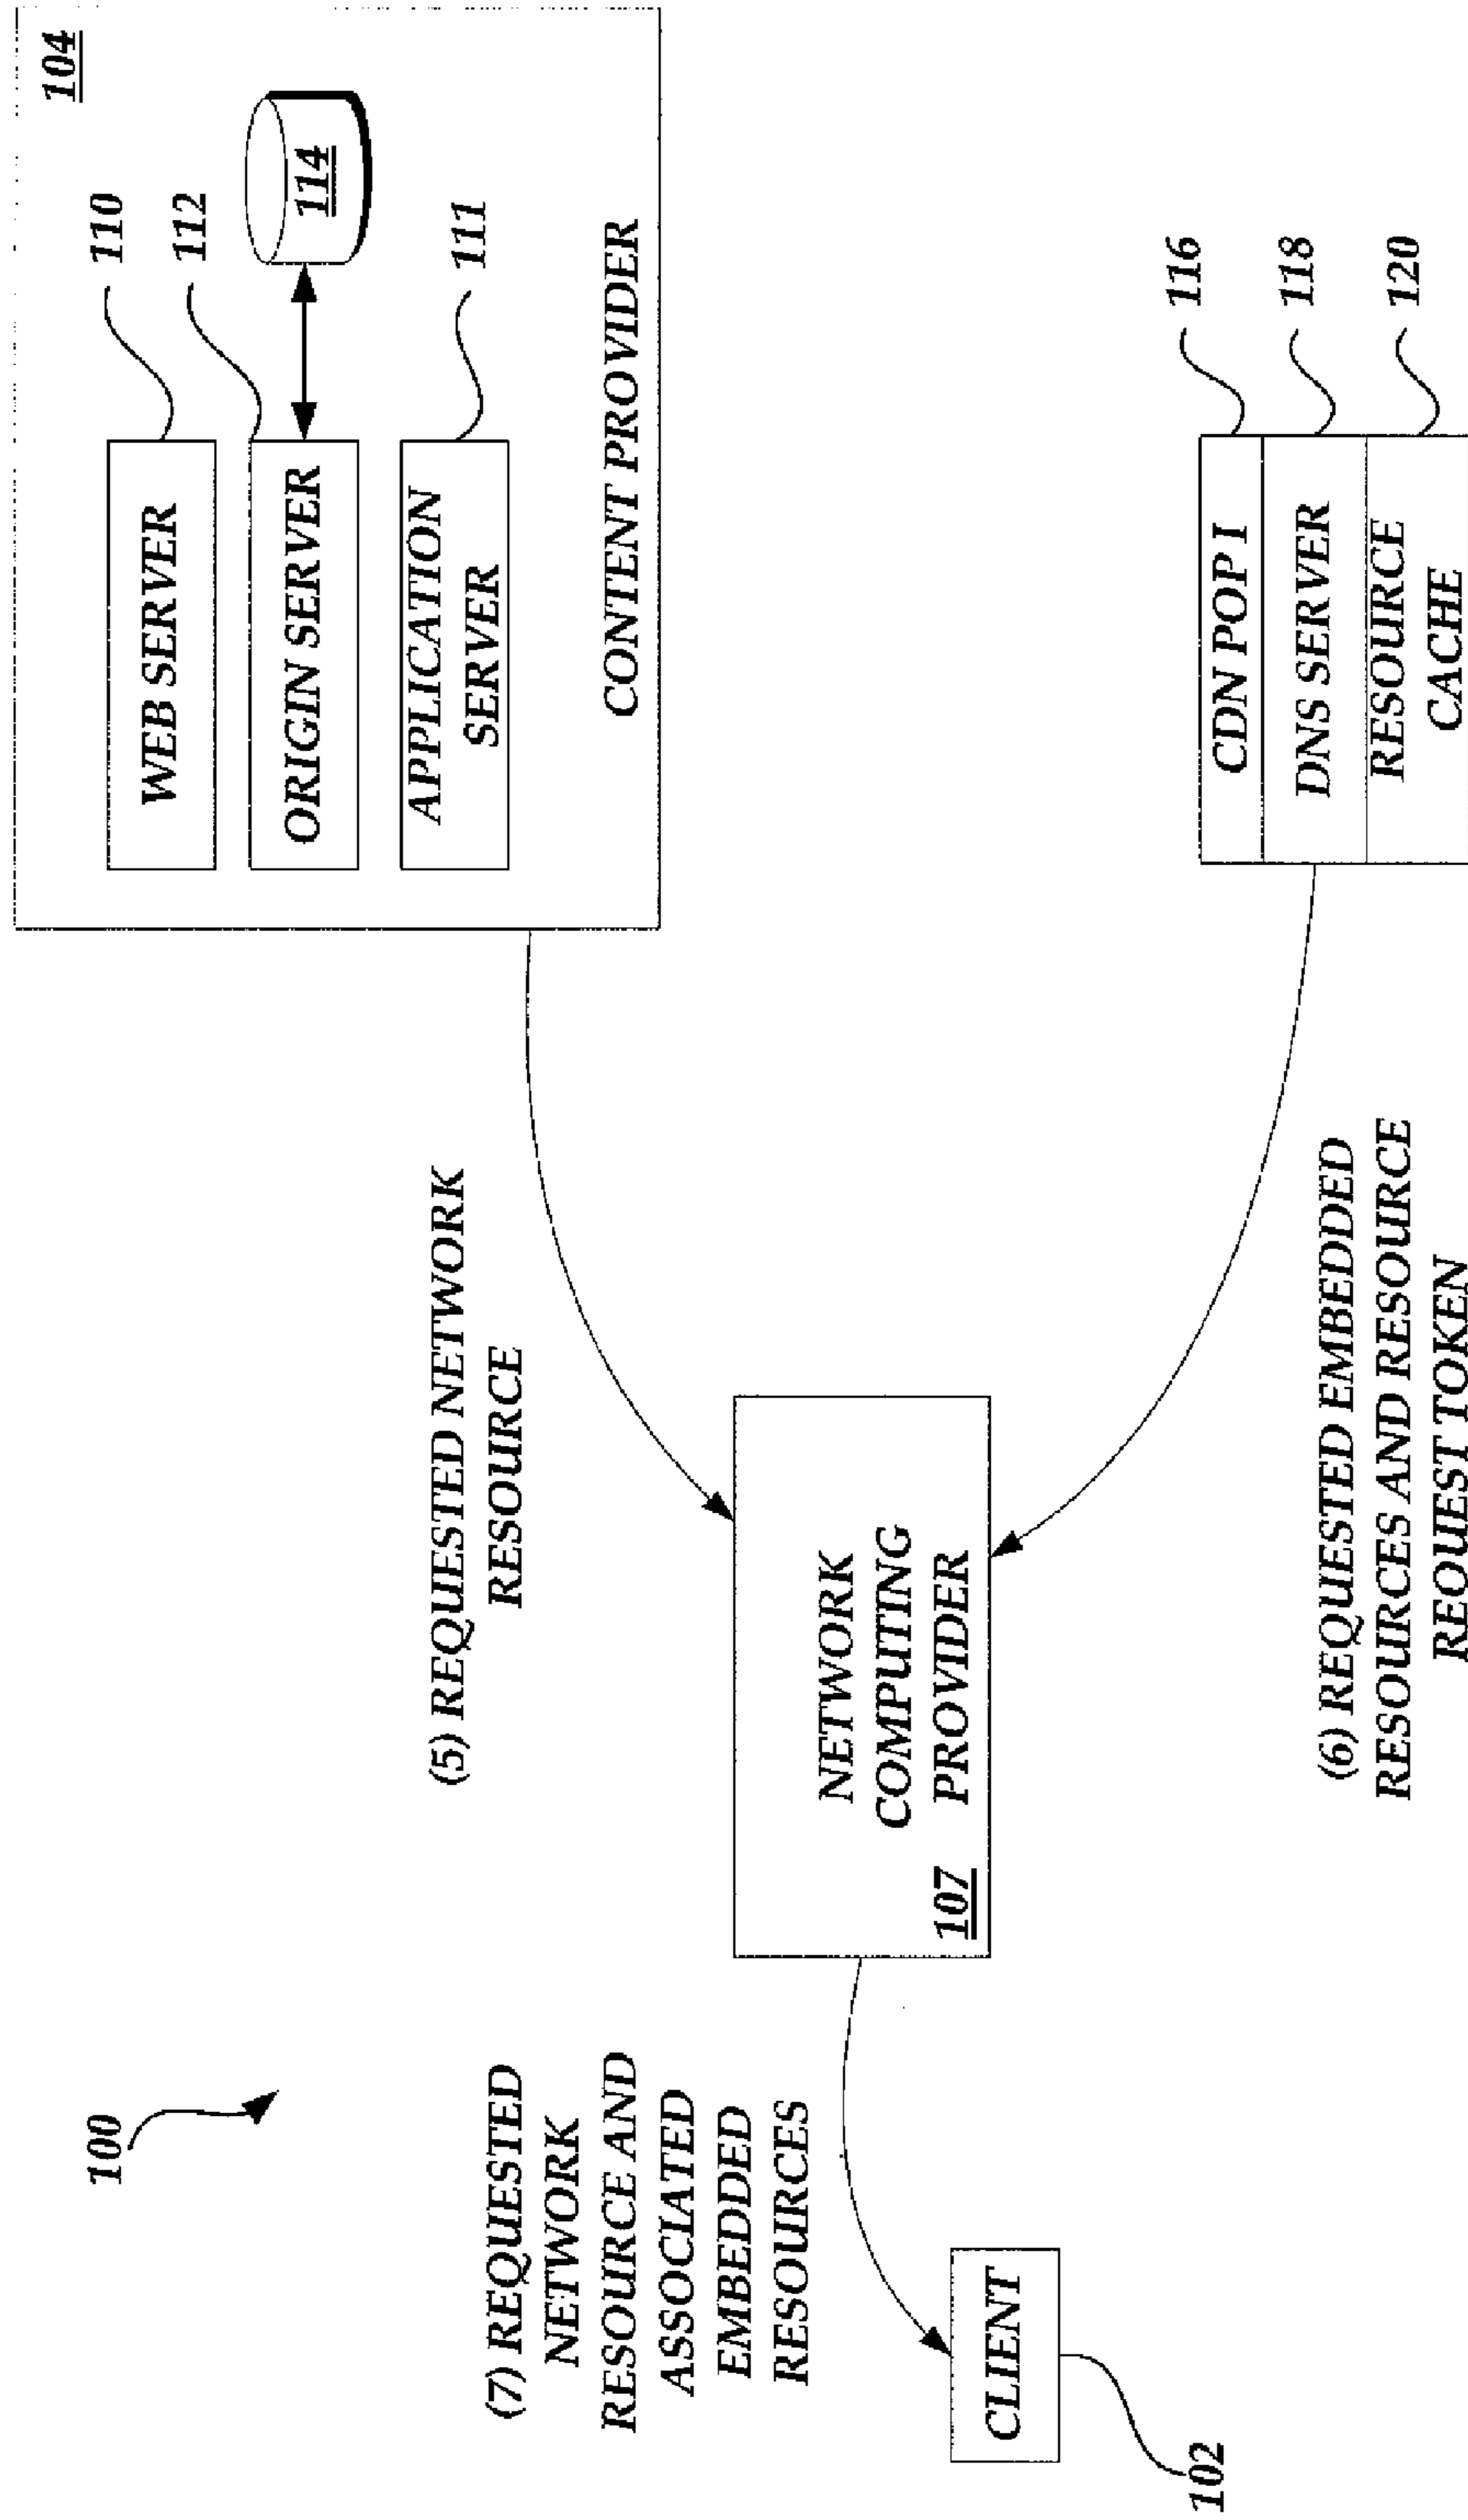 100
(7) REQUESTED
NETWORK
RESOURCE AND
ASSOCIATED
EMBEDDED
RESOURCES
CLIENT
102
(5) REQUESTED NETWORK
RESOURCE
NETWORK
COMPUTING
PROVIDER
107
(6) REQUESTED EMBEDDED
RESOURCES AND RESOURCE
REQUEST TOKEN
104
WEB SERVER
110
ORIGIN SERVER
112
114
APPLICATION
SERVER
111
CONTENT PROVIDER
CDN POP I
116
DNS SERVER
118
RESOURCE
CACHE
120